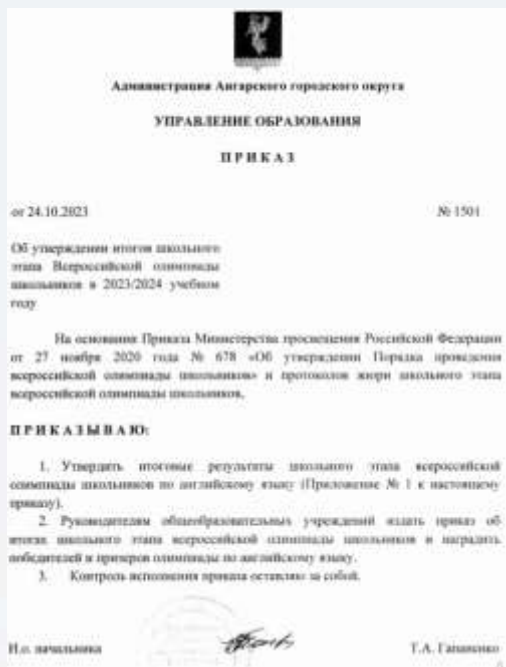 Администрация Ангарского городского округа
УПРАВЛЕНИЕ ОБРАЗОВАНИЯ
ПРИКАЗ
от 24.10.2023 № 1501
Об утверждении итогов школьного
этапа Всероссийской олимпиады
школьников в 2023/2024 учебном
году
На основании Приказа Министерства просвещения Российской Федерации
от 27 ноября 2020 года № 678 «Об утверждении Порядка проведения
всероссийской олимпиады школьников» и протоколов жюри школьного этапа
всероссийской олимпиады школьников,
ПРИКАЗЫВАЮ:
1. Утвердить итоговые результаты школьного этапа всероссийской
олимпиады школьников по английскому языку (Приложение № 1 к настоящему
приказу).
2. Руководителям общеобразовательных учреждений издать приказ об
итогах школьного этапа всероссийской олимпиады школьников и наградить
победителей и призеров олимпиады по английскому языку.
3. Контроль исполнения приказа оставляю за собой.
И.о. начальника Т.А. Гапаненко